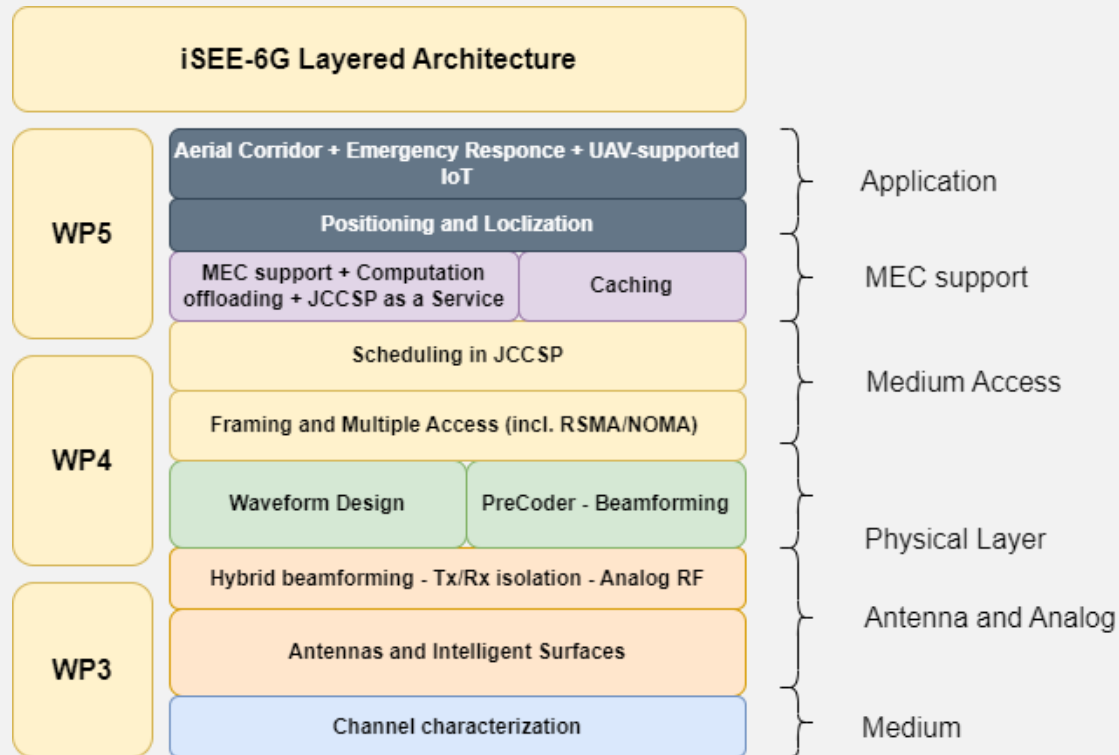 iSEE-6G Layered Architecture
WP5
Aerial Corridor + Emergency Responce + UAV-supported
IoT
Positioning and Loclization
MEC support + Computation
offloading + JCCSP as a Service
Caching
Application
MEC support
WP4
Scheduling in JCCSP
Framing and Multiple Access (incl. RSMA/NOMA)
Waveform Design
PreCoder - Beamforming
Medium Access
Physical Layer
WP3
Hybrid beamforming - Tx/Rx isolation - Analog RF
Antennas and Intelligent Surfaces
Channel characterization
Antenna and Analog
Medium